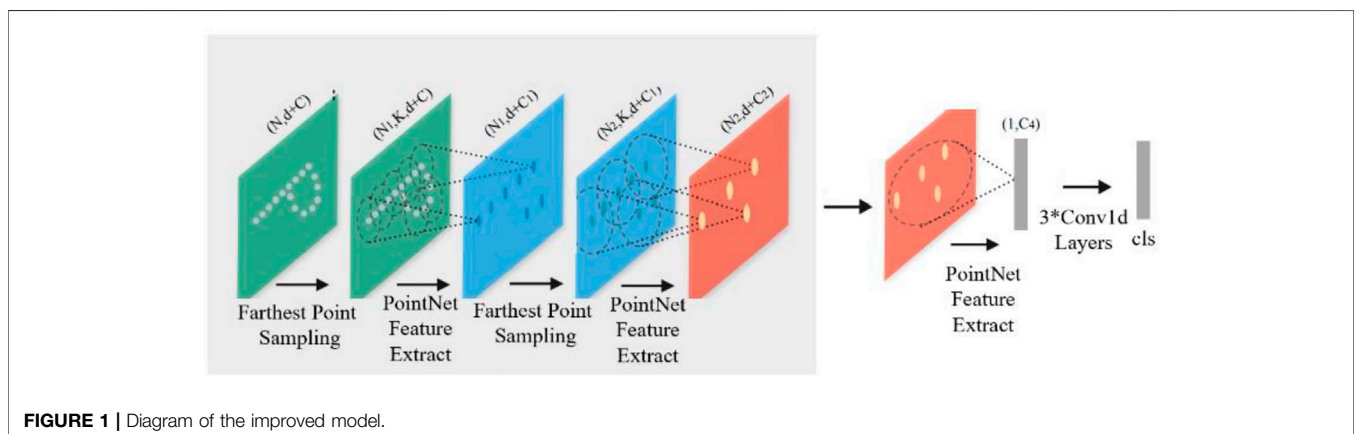 (N,d+C)
(N1,K,d+C)
(N1,d+C1)
(N2,K,d+C1)
(N2,d+C2)
(1,C4)
Farthest Point
Sampling
PointNet
Feature
Extract
Farthest Point
Sampling
PointNet
Feature
Extract
PointNet
Feature
Extract
3*Conv1d
Layers
cls
FIGURE 1 | Diagram of the improved model.